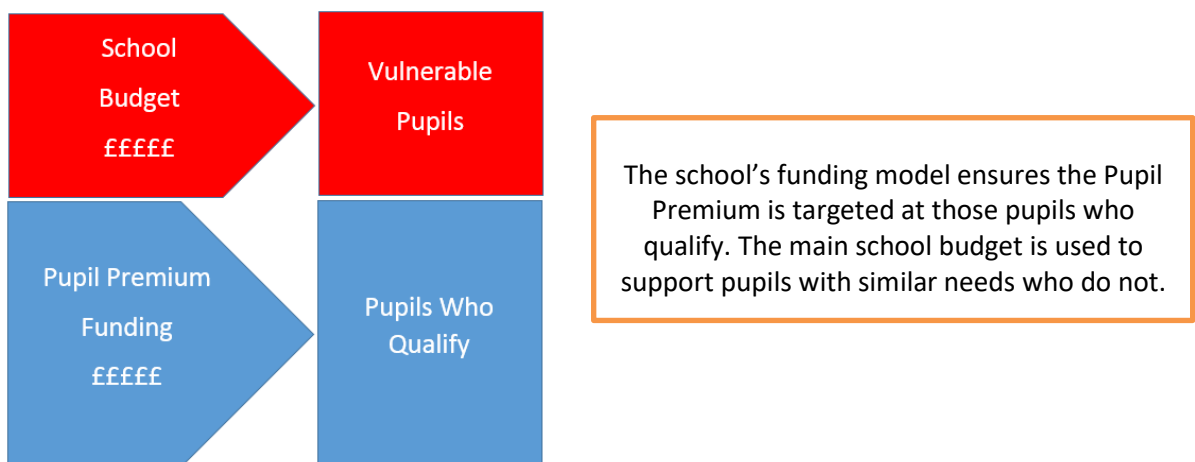 School
Budget
£££££
Vulnerable
Pupils
Pupil Premium
Funding
£££££
Pupils Who
Qualify
The school’s funding model ensures the Pupil
Premium is targeted at those pupils who
qualify. The main school budget is used to
support pupils with similar needs who do not.